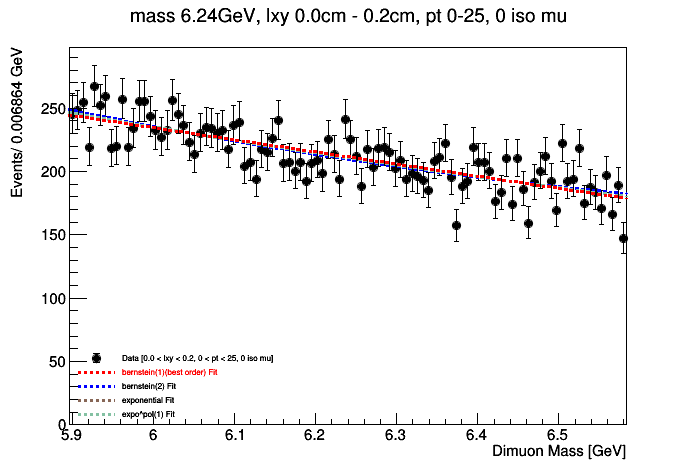 mass 6.24GeV, lxy 0.0cm - 0.2cm, pt 0-25, 0 iso mu
Events/ 0.006864 GeV
250
200
150
100
50
0
Data [0.0 < lxy < 0.2, 0 < pt < 25, 0 iso mu]
bernstein(1)(best order) Fit
bernstein(2) Fit
exponential Fit
expo*pol(1) Fit
5.9 6 6.1 6.2 6.3 6.4 6.5
Dimuon Mass [GeV]